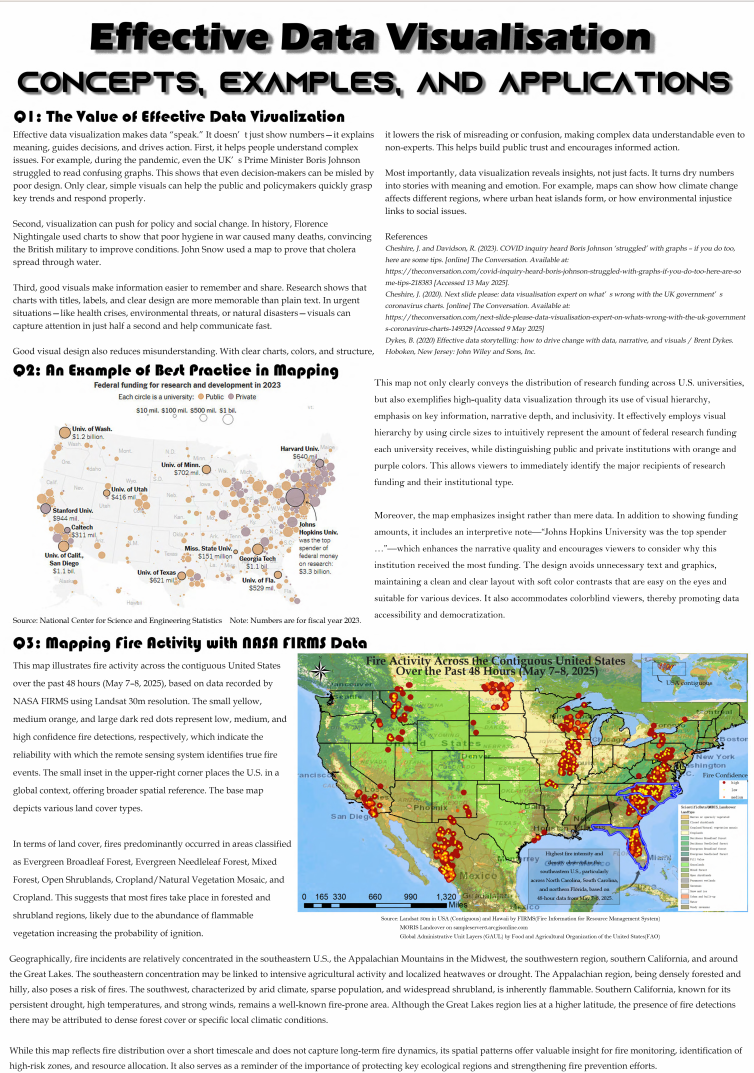 Effective Data Visualisation
CONCEPTS, EXAMPLES, AND APPLICATIONS
Q1: The Value of Effective Data Visualization
Effective data visualization makes data “speak.” It doesn’t just show numbers—it explains
meaning, guides decisions, and drives action. First, it helps people understand complex
issues. For example, during the pandemic, even the UK’s Prime Minister Boris Johnson
struggled to read confusing graphs. This shows that even decision-makers can be misled by
poor design. Only clear, simple visuals can help the public and policymakers quickly grasp
key trends and respond properly.
Second, visualization can push for policy and social change. In history, Florence
Nightingale used charts to show that poor hygiene in war caused many deaths, convincing
the British military to improve conditions. John Snow used a map to prove that cholera
spread through water.
Third, good visuals make information easier to remember and share. Research shows that
charts with titles, labels, and clear design are more memorable than plain text. In urgent
situations—like health crises, environmental threats, or natural disasters—visuals can
capture attention in just half a second and help communicate fast.
Good visual design also reduces misunderstanding. With clear charts, colors, and structure,
it lowers the risk of misreading or confusion, making complex data understandable even to
non-experts. This helps build public trust and encourages informed action.
Most importantly, data visualization reveals insights, not just facts. It turns dry numbers
into stories with meaning and emotion. For example, maps can show how climate change
affects different regions, where urban heat islands form, or how environmental injustice
links to social issues.
References
Cheshire, J. and Davidson, R. (2023). COVID inquiry heard Boris Johnson ‘struggled’ with graphs – if you do too,
here are some tips. [online] The Conversation. Available at:
https://theconversation.com/covid-inquiry-heard-boris-johnson-struggled-with-graphs-if-you-do-too-here-are-so
me-tips-218383 [Accessed 13 May 2025].
Cheshire, J. (2020). Next slide please: data visualisation expert on what’s wrong with the UK government’s
coronavirus charts. [online] The Conversation. Available at:
https://theconversation.com/next-slide-please-data-visualisation-expert-on-whats-wrong-with-the-uk-government
s-coronavirus-charts-149329 [Accessed 9 May 2025]
Dykes, B. (2020) Effective data storytelling: how to drive change with data, narrative, and visuals / Brent Dykes.
Hoboken, New Jersey: John Wiley and Sons, Inc.
Q2: An Example of Best Practice in Mapping
Federal funding for research and development in 2023
Each circle is a university: Public Private
$10 mil. $100 mil. $500 mil. $1 bil.
Univ. of Wash.
$1.2 billion.
Univ. of Minn.
$702 mil.
Harvard Univ.
$640 mil.
Univ. of Utah
$416 mil.
Stanford Univ.
$944 mil.
Caltech
$311 mil.
Univ. of Calif.,
San Diego
$1.1 bil.
Miss. State Univ.
$151 million
Georgia Tech
$1.1 bil.
Univ. of Texas
$621 mil.
Univ. of Fla.
$529 mil.
Johns
Hopkins Univ.
was the top
spender of
federal money
on research:
$3.3 billion.
Source: National Center for Science and Engineering Statistics Note: Numbers are for fiscal year 2023.
This map not only clearly conveys the distribution of research funding across U.S. universities,
but also exemplifies high-quality data visualization through its use of visual hierarchy,
emphasis on key information, narrative depth, and inclusivity. It effectively employs visual
hierarchy by using circle sizes to intuitively represent the amount of federal research funding
each university receives, while distinguishing public and private institutions with orange and
purple colors. This allows viewers to immediately identify the major recipients of research
funding and their institutional type.
Moreover, the map emphasizes insight rather than mere data. In addition to showing funding
amounts, it includes an interpretive note—“Johns Hopkins University was the top spender
…”—which enhances the narrative quality and encourages viewers to consider why this
institution received the most funding. The design avoids unnecessary text and graphics,
maintaining a clean and clear layout with soft color contrasts that are easy on the eyes and
suitable for various devices. It also accommodates colorblind viewers, thereby promoting data
accessibility and democratization.
Q3: Mapping Fire Activity with NASA FIRMS Data
This map illustrates fire activity across the contiguous United States
over the past 48 hours (May 7–8, 2025), based on data recorded by
NASA FIRMS using Landsat 30m resolution. The small yellow,
medium orange, and large dark red dots represent low, medium, and
high confidence fire detections, respectively, which indicate the
reliability with which the remote sensing system identifies true fire
events. The small inset in the upper-right corner places the U.S. in a
global context, offering broader spatial reference. The base map
depicts various land cover types.
In terms of land cover, fires predominantly occurred in areas classified
as Evergreen Broadleaf Forest, Evergreen Needleleaf Forest, Mixed
Forest, Open Shrublands, Cropland/Natural Vegetation Mosaic, and
Cropland. This suggests that most fires take place in forested and
shrubland regions, likely due to the abundance of flammable
vegetation increasing the probability of ignition.
Fire Activity Across the Contiguous United States
Over the Past 48 Hours (May 7–8, 2025)
USA Contiguous
Montreal
Toronto
Boston
New York
Washington
Chicago
Denver
Phoenix
San Diego
Houston
Monterrey
Mexico
Miami
Fire Confidence
high
low
medium
Highest fire intensity and
density across
southeastern U.S., particularly
across North Carolina, South Carolina,
and northern Florida, based on
48-hour data from May 7–8, 2025.
0 165 330 660 990 1,320
Miles
Source: Landsat 30m in USA (Contiguous) and Hawaii by FIRMS(Fire Information for Resource Management System)
MORIS Landcover on sampleserver6.arcgisonline.com
Global Administrative Unit Layers (GAUL) by Food and Agricultural Organization of the United States(FAO)
Geographically, fire incidents are relatively concentrated in the southeastern U.S., the Appalachian Mountains in the Midwest, the southwestern region, southern California, and around
the Great Lakes. The southeastern concentration may be linked to intensive agricultural activity and localized heatwaves or drought. The Appalachian region, being densely forested and
hilly, also poses a risk of fires. The southwest, characterized by arid climate, sparse population, and widespread shrubland, is inherently flammable. Southern California, known for its
persistent drought, high temperatures, and strong winds, remains a well-known fire-prone area. Although the Great Lakes region lies at a higher latitude, the presence of fire detections
there may be attributed to dense forest cover or specific local climatic conditions.
While this map reflects fire distribution over a short timescale and does not capture long-term fire dynamics, its spatial patterns offer valuable insight for fire monitoring, identification of
high-risk zones, and resource allocation. It also serves as a reminder of the importance of protecting key ecological regions and strengthening fire prevention efforts.